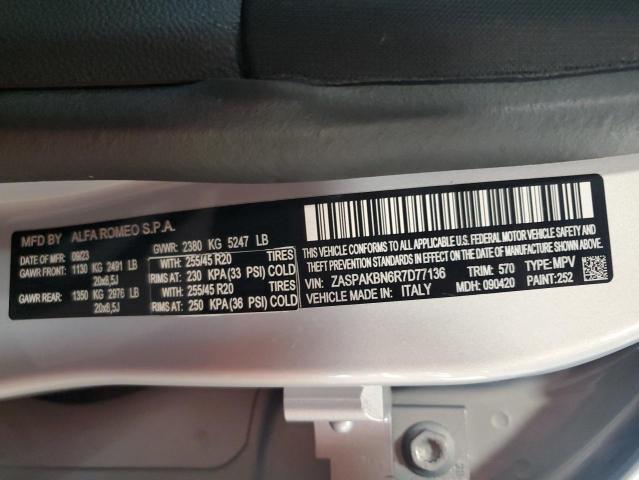 MFD BY ALFA ROMEO S.P.A.
DATE OF MFR: 09/23 GVWR: 2380 KG 5247 LB
GAWR FRONT: 1130 KG 2491 LB WITH: 255/45 R20 TIRES
20x8,5J RIMS AT: 230 KPA(33 PSI) COLD
GAWR REAR: 1350 KG 2976 LB WITH: 255/45 R20 TIRES
20x8,5J RIMS AT: 250 KPA(36 PSI) COLD
THIS VEHICLE CONFORMS TO ALL APPLICABLE U.S. FEDERAL MOTOR VEHICLE SAFETY AND
THEFT PREVENTION STANDARDS IN EFFECT ON THE DATE OF MANUFACTURE SHOWN ABOVE
VIN: ZASPAKBN6R7D77136 TRIM: 570 TYPE: MPV
VEHICLE MADE IN: ITALY MDH: 090420 PAINT: 252